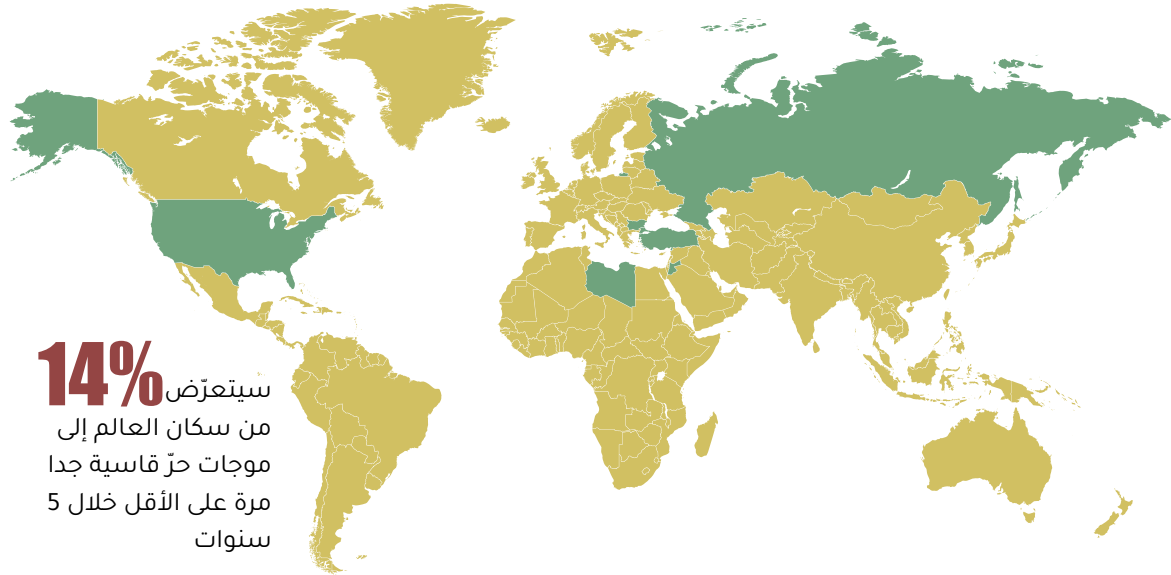 سيتعرّض 14%
من سكان العالم إلى
موجات حرّ قاسية جدا
مرة على الأقل خلال 5
سنوات